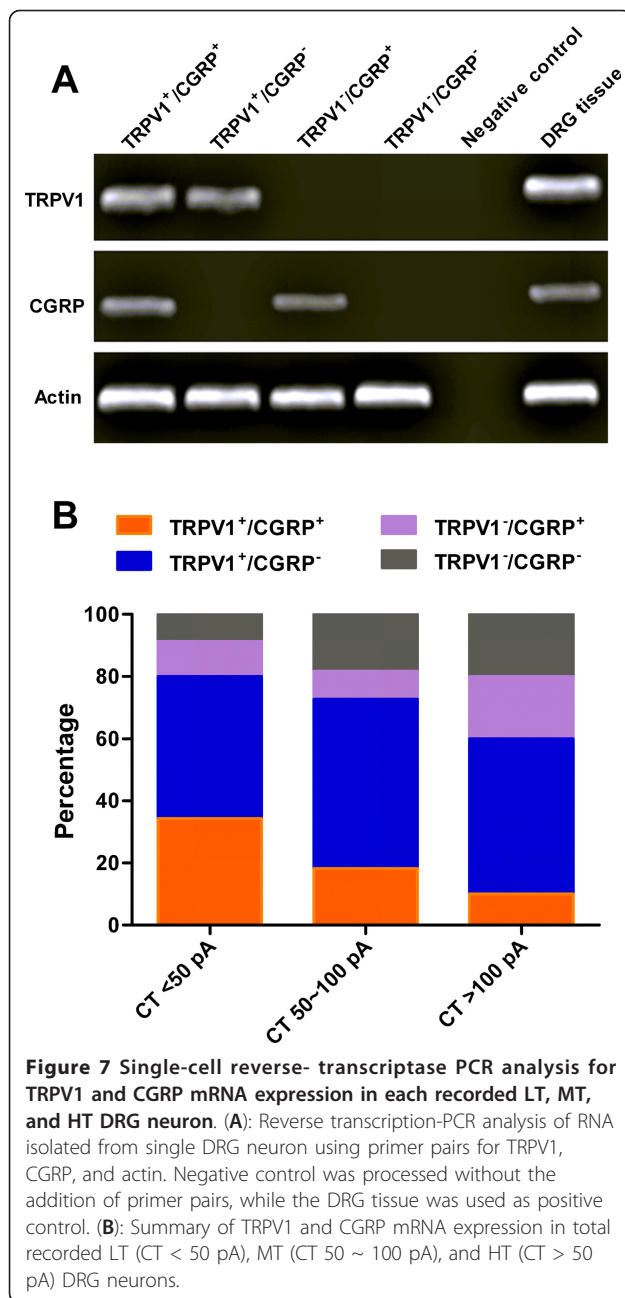 A
TRPV1⁺/CGRP⁺
TRPV1⁺/CGRP⁻
TRPV1⁻/CGRP⁺
TRPV1⁻/CGRP⁻
Negative control
DRG tissue
TRPV1
CGRP
Actin
B
TRPV1⁺/CGRP⁺
TRPV1⁻/CGRP⁺
TRPV1⁺/CGRP⁻
TRPV1⁻/CGRP⁻
Percentage
100
80
60
40
20
0
CT <50 pA
CT 50~100 pA
CT >100 pA
Figure 7 Single-cell reverse- transcriptase PCR analysis for
TRPV1 and CGRP mRNA expression in each recorded LT, MT,
and HT DRG neuron. (A): Reverse transcription-PCR analysis of RNA
isolated from single DRG neuron using primer pairs for TRPV1,
CGRP, and actin. Negative control was processed without the
addition of primer pairs, while the DRG tissue was used as positive
control. (B): Summary of TRPV1 and CGRP mRNA expression in total
recorded LT (CT < 50 pA), MT (CT 50 ~ 100 pA), and HT (CT > 50
pA) DRG neurons.